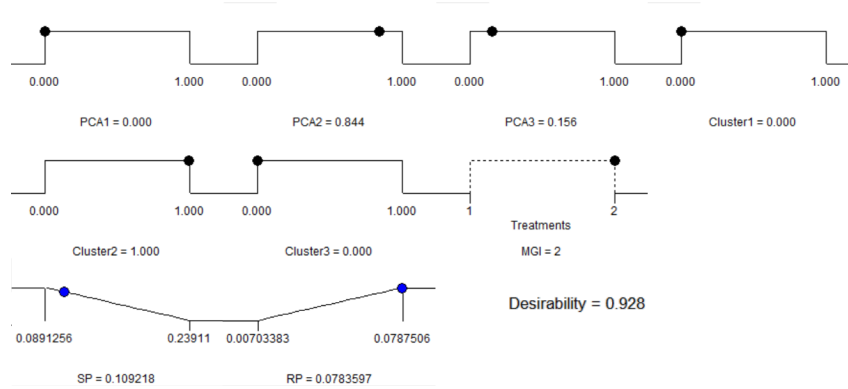 0.000 1.000 0.000 1.000 0.000 1.000 0.000 1.000
PCA1 = 0.000 PCA2 = 0.844 PCA3 = 0.156 Cluster1 = 0.000
0.000 1.000 0.000 1.000 1 2
Treatments
Cluster2 = 1.000 Cluster3 = 0.000 MGI = 2
Desirability = 0.928
0.0891256 0.23911 0.00703383 0.0787506
SP = 0.109218 RP = 0.0783597